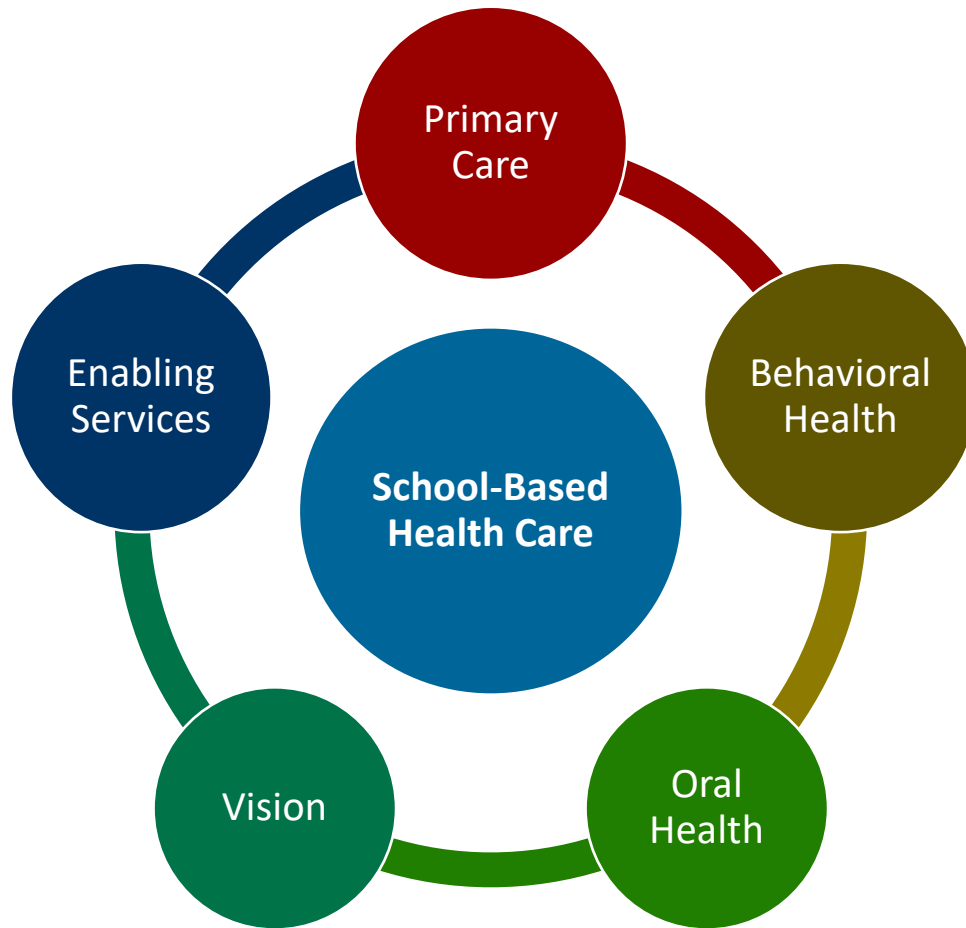 Primary
Care
Behavioral
Health
Oral
Health
Vision
Enabling
Services
School-Based
Health Care